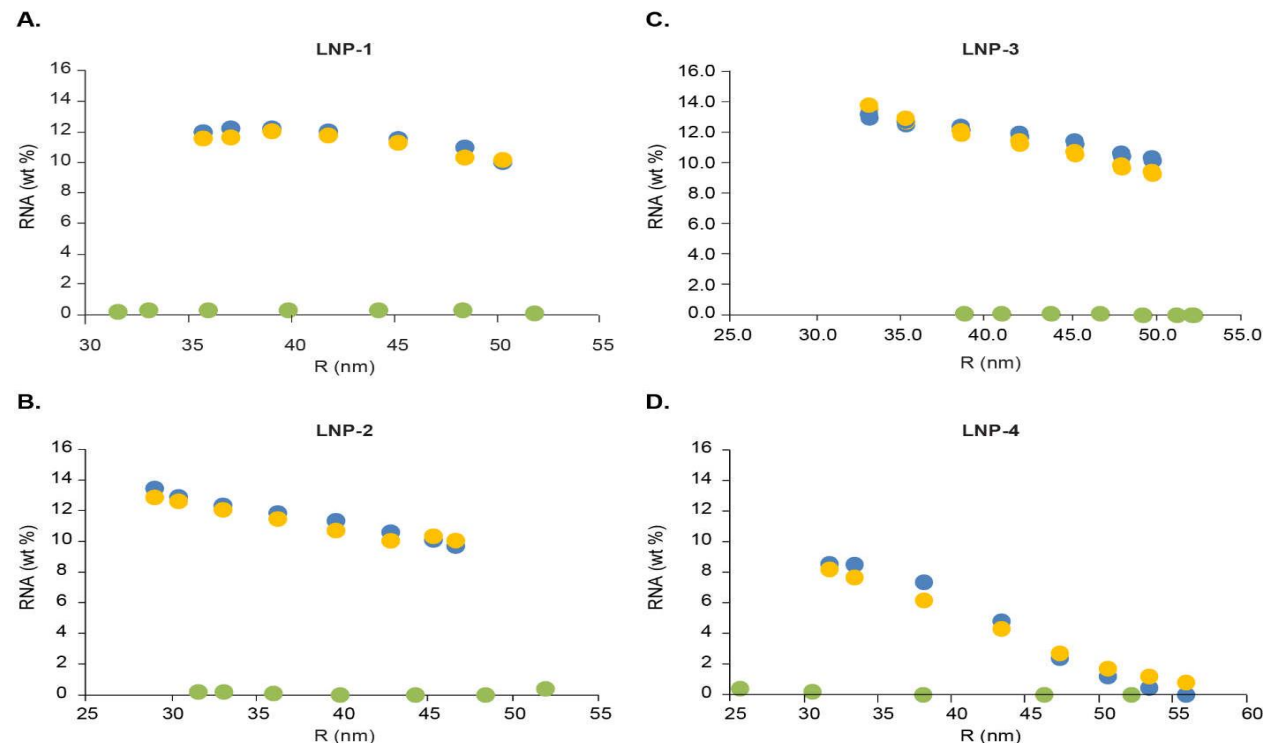 A.
LNP-1
16
14
12
10
8
6
4
2
0
RNA (wt %)
30 35 40 45 50 55
R (nm)
B.
LNP-2
16
14
12
10
8
6
4
2
0
RNA (wt %)
25 30 35 40 45 50 55
R (nm)
C.
LNP-3
16.0
14.0
12.0
10.0
8.0
6.0
4.0
2.0
0.0
RNA (wt %)
25.0 30.0 35.0 40.0 45.0 50.0 55.0
R (nm)
D.
LNP-4
16
14
12
10
8
6
4
2
0
RNA (wt %)
25 30 35 40 45 50 55 60
R (nm)